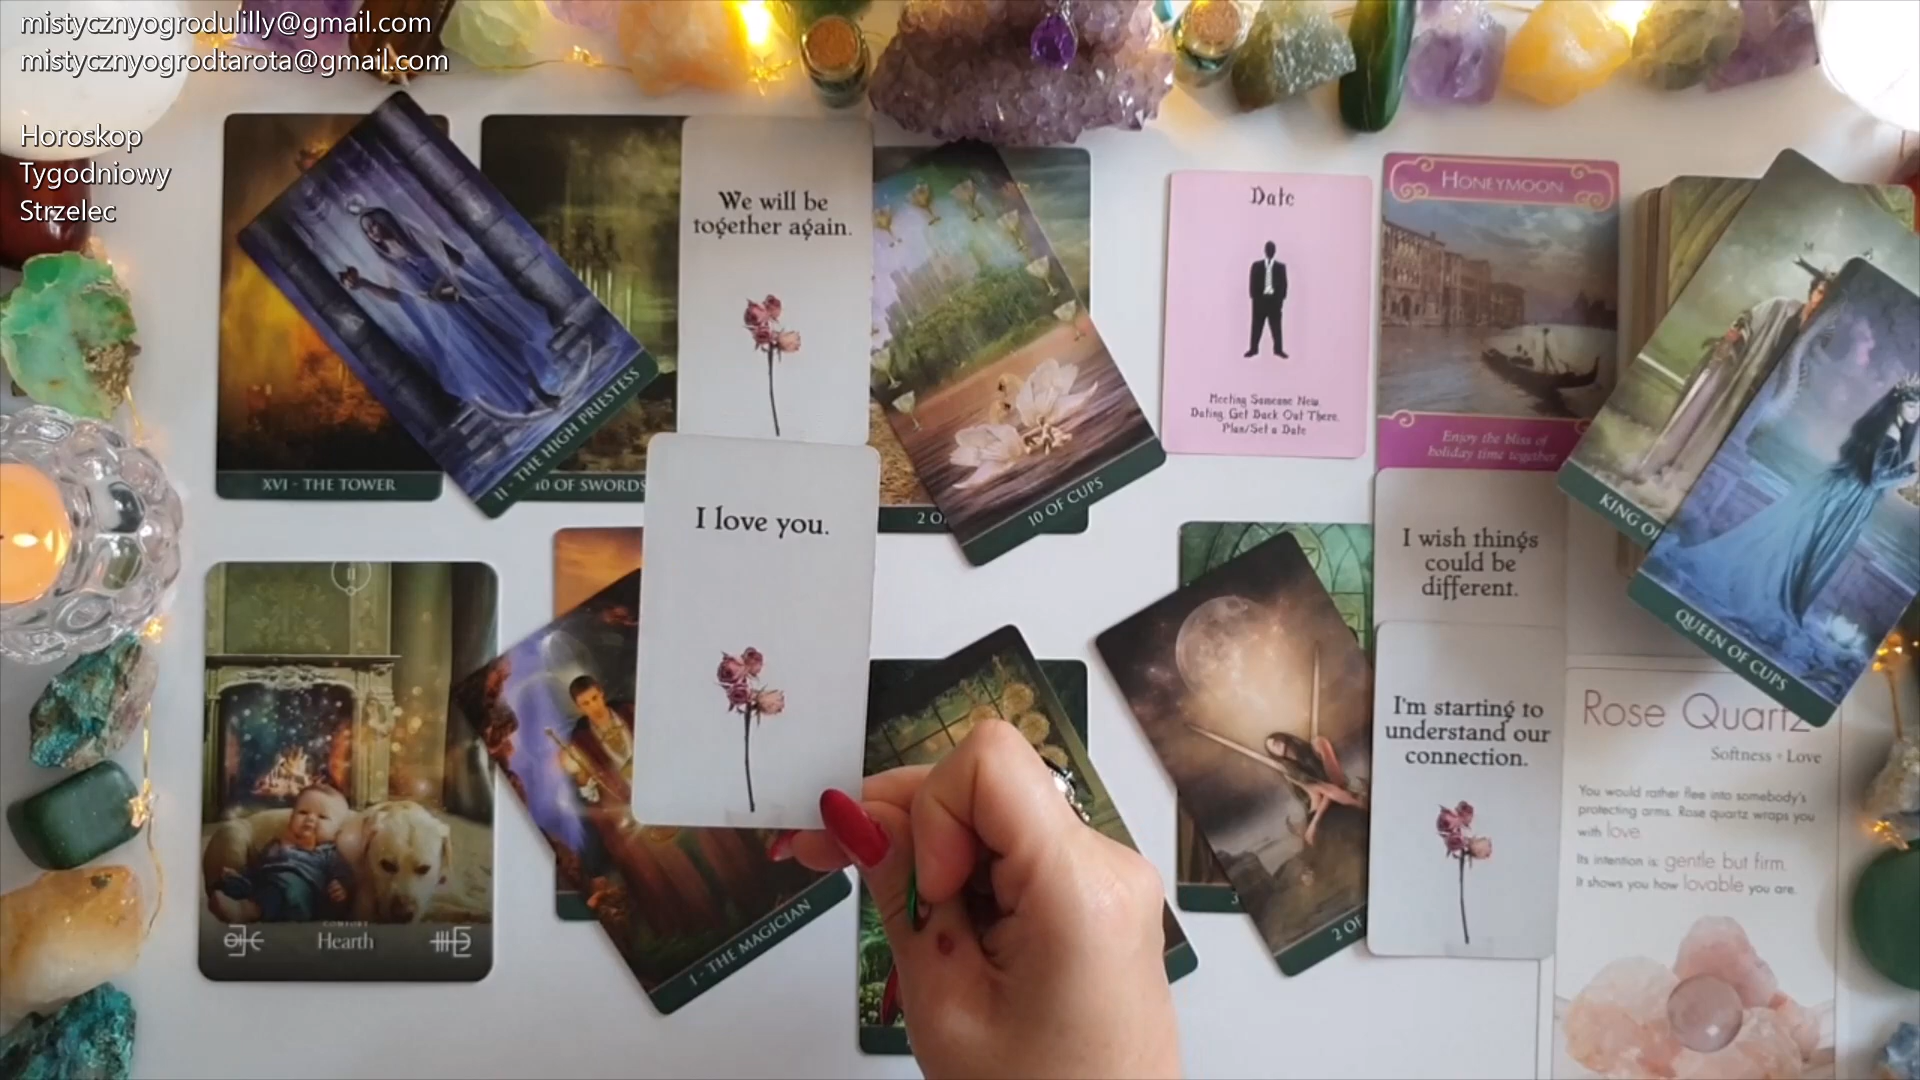 mistycznyogrodulilly@gmail.com
mistycznyogrodtarota@gmail.com
Horoskop
Tygodniowy
Strzelec
XVI - THE TOWER
II - THE HIGH PRIESTESS
10 OF SWORDS
We will be
together again.
2 O
10 OF CUPS
Date
Meeting Someone New,
Dating, Get Back Out There,
Plan/Set a Date
HONEYMOON
Enjoy the bliss of
holiday time together
KING O
QUEEN OF CUPS
I love you.
I wish things
could be
different.
I'm starting to
understand our
connection.
COMFORT
Hearth
I - THE MAGICIAN
3
2 OF
Rose Quartz
Softness + Love
You would rather flee into somebody's
protecting arms. Rose quartz wraps you
with love.
Its intention is: gentle but firm.
It shows you how lovable you are.